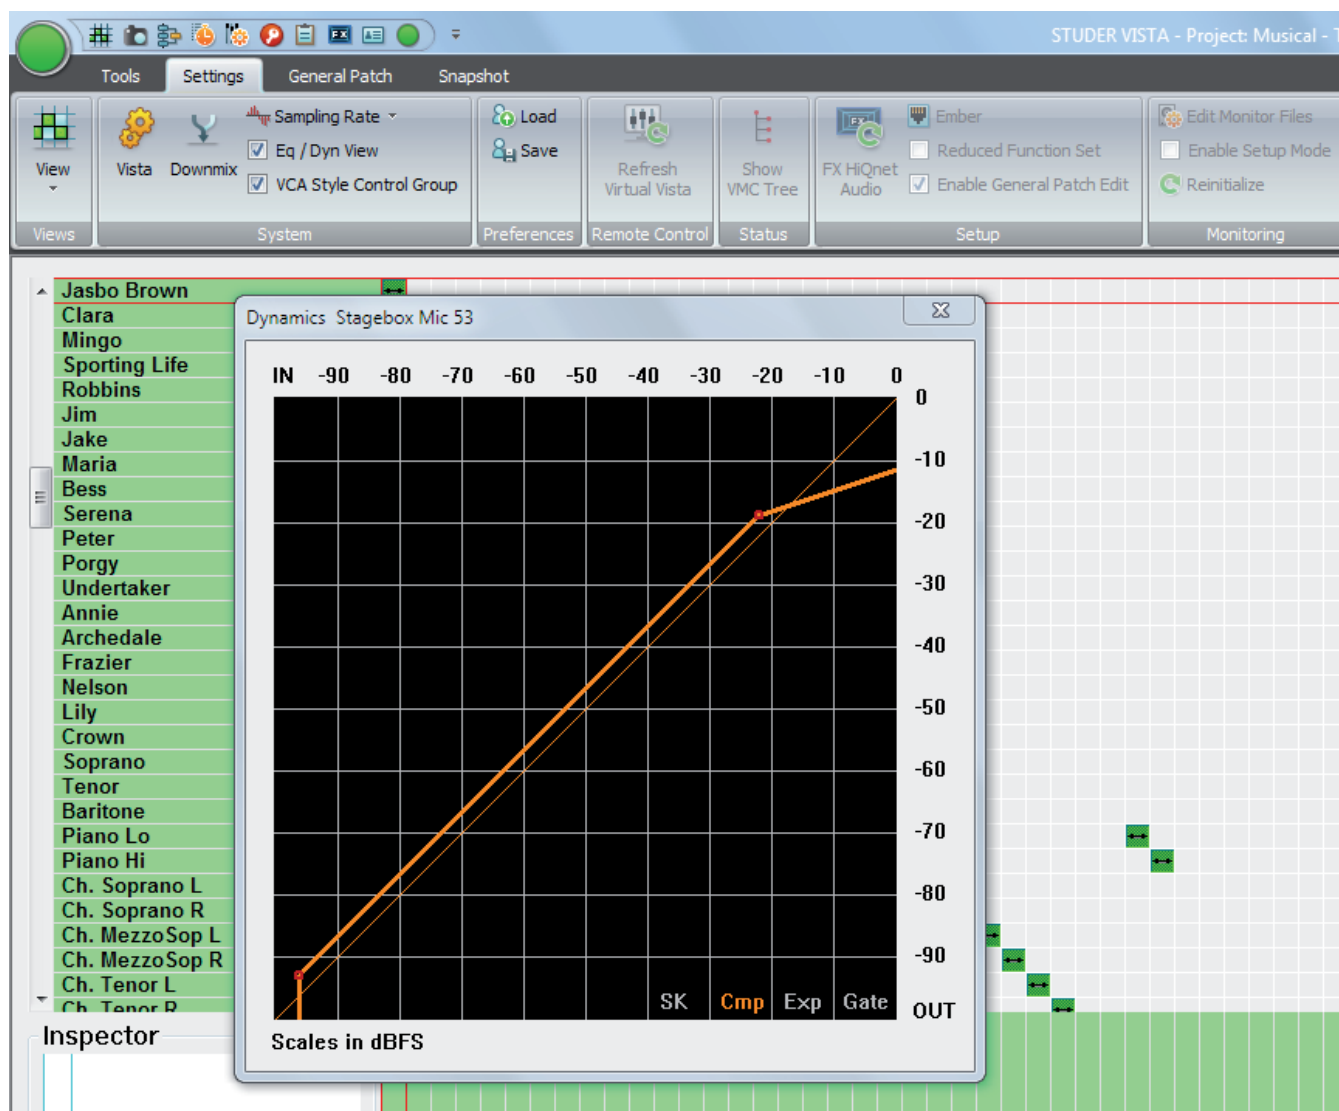 STUDER VISTA - Project: Musical - T
FX
Tools Settings General Patch Snapshot
View
Vista
Downmix
Sampling Rate
Eq / Dyn View
VCA Style Control Group
Load
Save
Refresh
Virtual Vista
Show
VMC Tree
FX
FX HiQnet
Audio
Ember
Reduced Function Set
Enable General Patch Edit
Edit Monitor Files
Enable Setup Mode
Reinitialize
Views System Preferences Remote Control Status Setup Monitoring
Jasbo Brown
Clara
Mingo
Sporting Life
Robbins
Jim
Jake
Maria
Bess
Serena
Peter
Porgy
Undertaker
Annie
Archedale
Frazier
Nelson
Lily
Crown
Soprano
Tenor
Baritone
Piano Lo
Piano Hi
Ch. Soprano L
Ch. Soprano R
Ch. MezzoSop L
Ch. MezzoSop R
Ch. Tenor L
Ch. Tenor R
Inspector
Dynamics Stagebox Mic 53
IN -90 -80 -70 -60 -50 -40 -30 -20 -10 0
0
-10
-20
-30
-40
-50
-60
-70
-80
-90
OUT
SK Cmp Exp Gate
Scales in dBFS